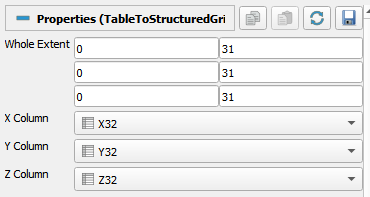 Properties (TableToStructuredGri
Whole Extent 0 31
0 31
0 31
X Column X32
Y Column Y32
Z Column Z32